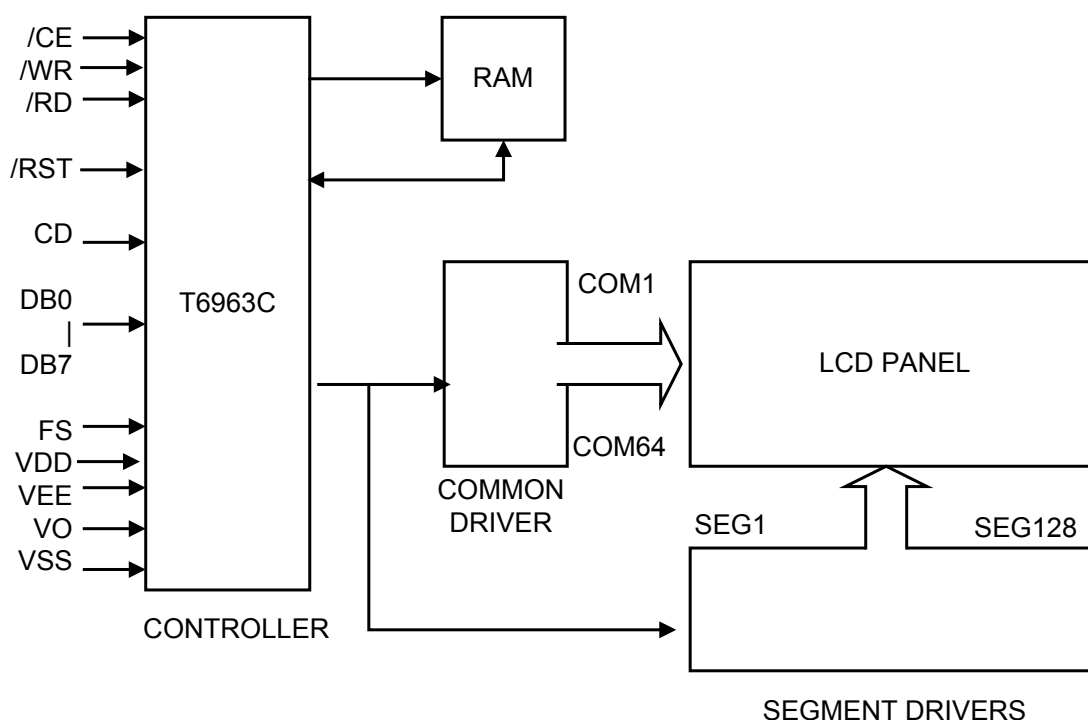 /CE
/WR
/RD
/RST
CD
DB0
|
DB7
FS
VDD
VEE
VO
VSS
T6963C
CONTROLLER
RAM
COMMON
DRIVER
COM1
COM64
LCD PANEL
SEG1
SEG128
SEGMENT DRIVERS